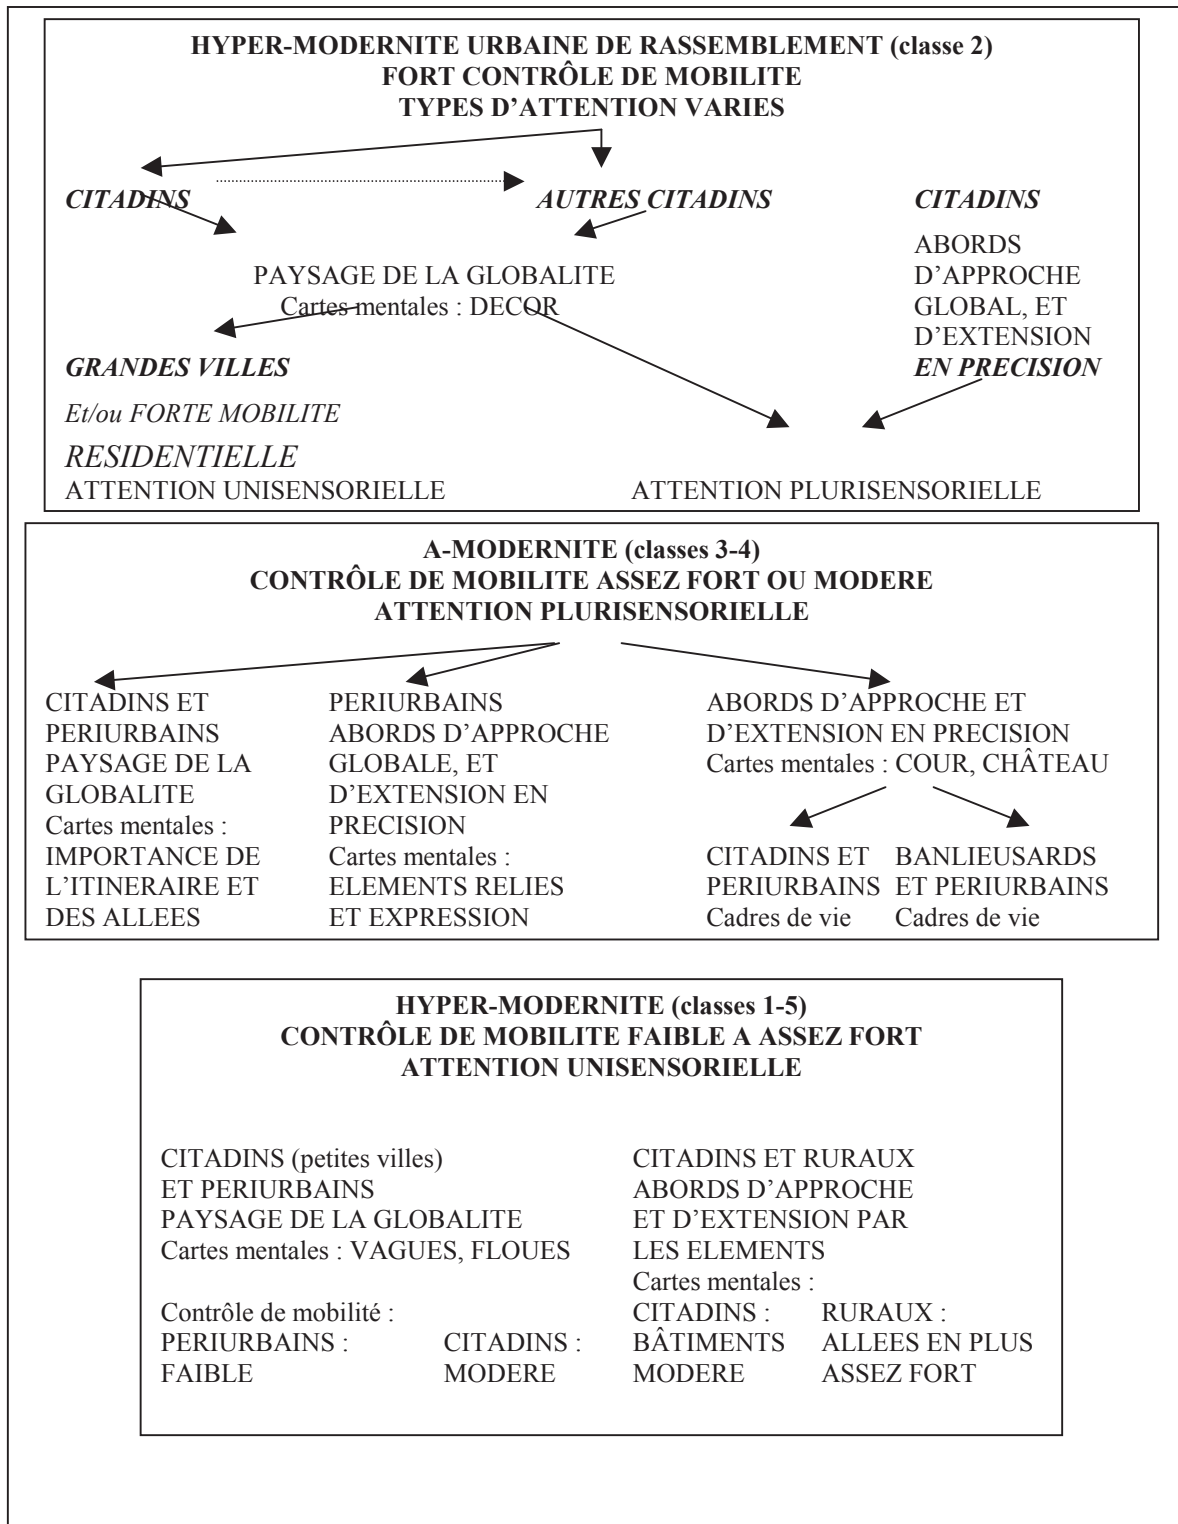 HYPER-MODERNITE URBAINE DE RASSEMBLEMENT (classe 2)
FORT CONTRÔLE DE MOBILITE
TYPES D'ATTENTION VARIES
CITADINS
AUTRES CITADINS
PAYSAGE DE LA GLOBALITE
Cartes mentales : DECOR
GRANDES VILLES
Et/ou FORTE MOBILITE
RESIDENTIELLE
ATTENTION UNISENSORIELLE
CITADINS
ABORDS
D'APPROCHE
GLOBAL, ET
D'EXTENSION
EN PRECISION
ATTENTION PLURISENSORIELLE
A-MODERNITE (classes 3-4)
CONTRÔLE DE MOBILITE ASSEZ FORT OU MODERE
ATTENTION PLURISENSORIELLE
CITADINS ET
PERIURBAINS
PAYSAGE DE LA
GLOBALITE
Cartes mentales :
IMPORTANCE DE
L'ITINERAIRE ET
DES ALLEES
PERIURBAINS
ABORDS D'APPROCHE
GLOBALE, ET
D'EXTENSION EN
PRECISION
Cartes mentales :
ELEMENTS RELIES
ET EXPRESSION
ABORDS D'APPROCHE ET
D'EXTENSION EN PRECISION
Cartes mentales : COUR, CHÂTEAU
CITADINS ET
PERIURBAINS
Cadres de vie
BANLIEUSARDS
ET PERIURBAINS
Cadres de vie
HYPER-MODERNITE (classes 1-5)
CONTRÔLE DE MOBILITE FAIBLE A ASSEZ FORT
ATTENTION UNISENSORIELLE
CITADINS (petites villes)
ET PERIURBAINS
PAYSAGE DE LA GLOBALITE
Cartes mentales : VAGUES, FLOUES
Contrôle de mobilité :
PERIURBAINS :
FAIBLE
CITADINS :
MODERE
CITADINS ET RURAUX
ABORDS D'APPROCHE
ET D'EXTENSION PAR
LES ELEMENTS
Cartes mentales :
CITADINS :
BÂTIMENTS
MODERE
RURAUX :
ALLEES EN PLUS
ASSEZ FORT